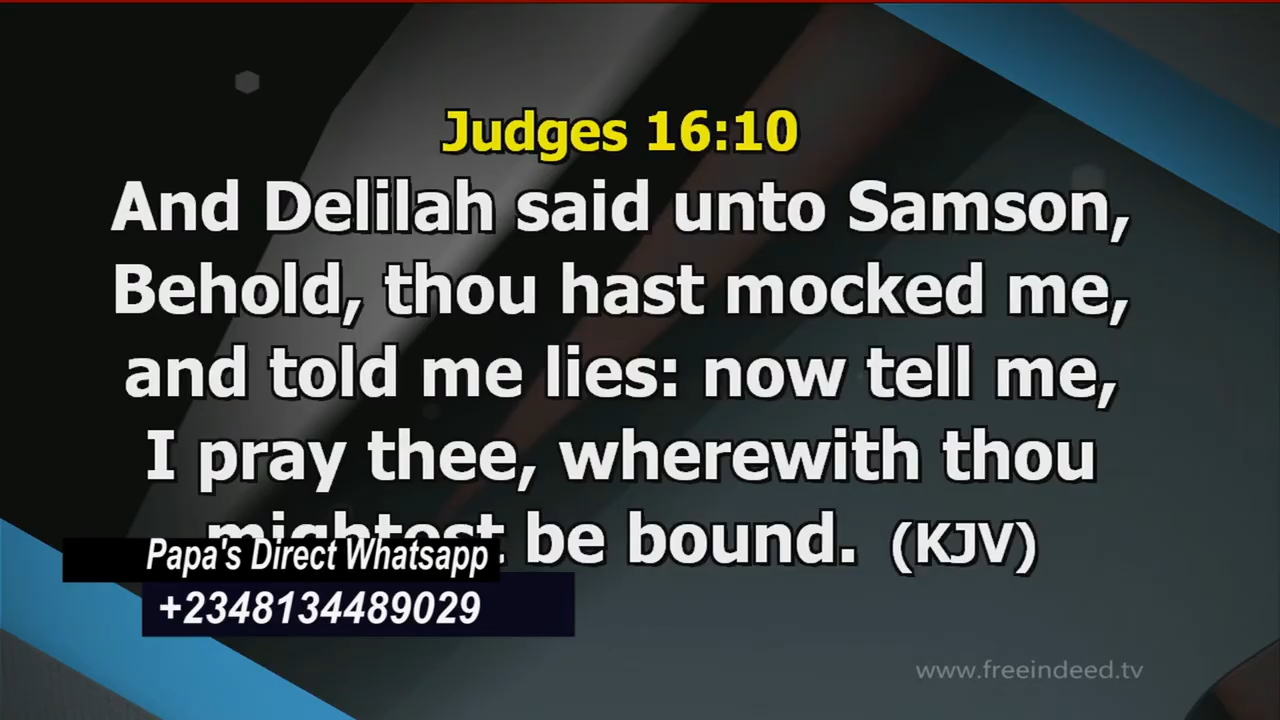 Judges 16:10
And Delilah said unto Samson,
Behold, thou hast mocked me,
and told me lies: now tell me,
I pray thee, wherewith thou
mightest be bound. (KJV)
Papa's Direct Whatsapp
+2348134489029
www.freeindeed.tv